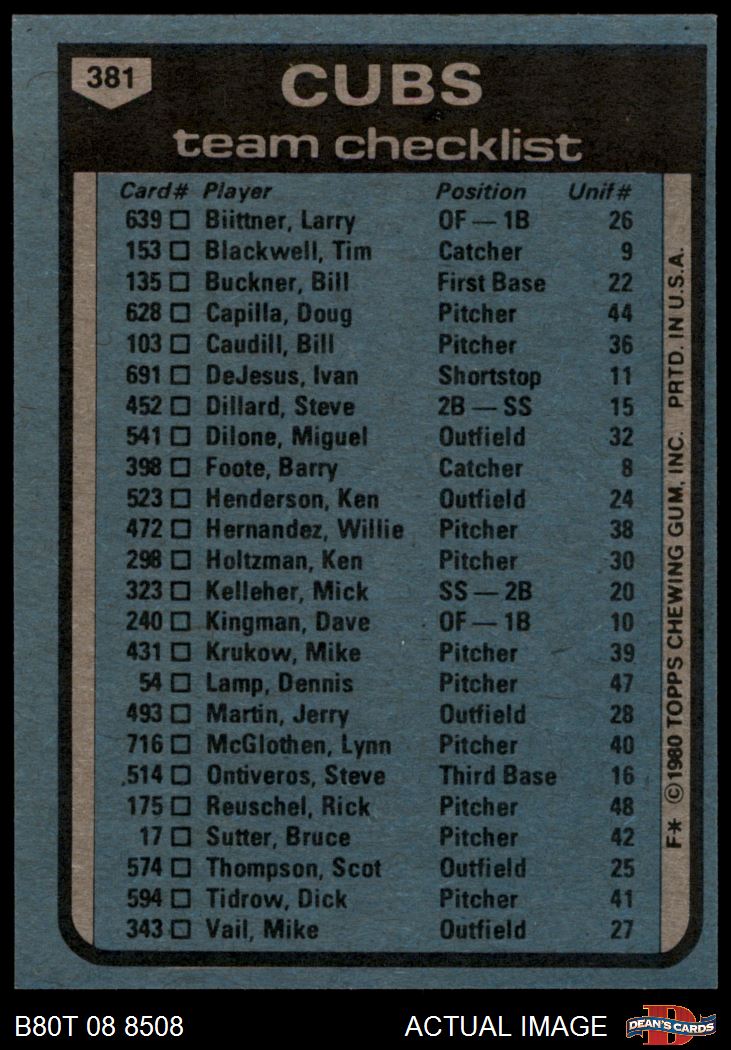 381
CUBS
team checklist
Card# Player Position Unif#
639 Biittner, Larry OF — 1B 26
153 Blackwell, Tim Catcher 9
135 Buckner, Bill First Base 22
628 Capilla, Doug Pitcher 44
103 Caudill, Bill Pitcher 36
691 DeJesus, Ivan Shortstop 11
452 Dillard, Steve 2B — SS 15
541 Dilone, Miguel Outfield 32
398 Foote, Barry Catcher 8
523 Henderson, Ken Outfield 24
472 Hernandez, Willie Pitcher 38
298 Holtzman, Ken Pitcher 30
323 Kelleher, Mick SS — 2B 20
240 Kingman, Dave OF — 1B 10
431 Krukow, Mike Pitcher 39
54 Lamp, Dennis Pitcher 47
493 Martin, Jerry Outfield 28
716 McGlothen, Lynn Pitcher 40
514 Ontiveros, Steve Third Base 16
175 Reuschel, Rick Pitcher 48
17 Sutter, Bruce Pitcher 42
574 Thompson, Scot Outfield 25
594 Tidrow, Dick Pitcher 41
343 Vail, Mike Outfield 27
F* © 1980 TOPPS CHEWING GUM, INC. PRTD. IN U.S.A.
B80T 08 8508 ACTUAL IMAGE
D
DEAN'S CARDS